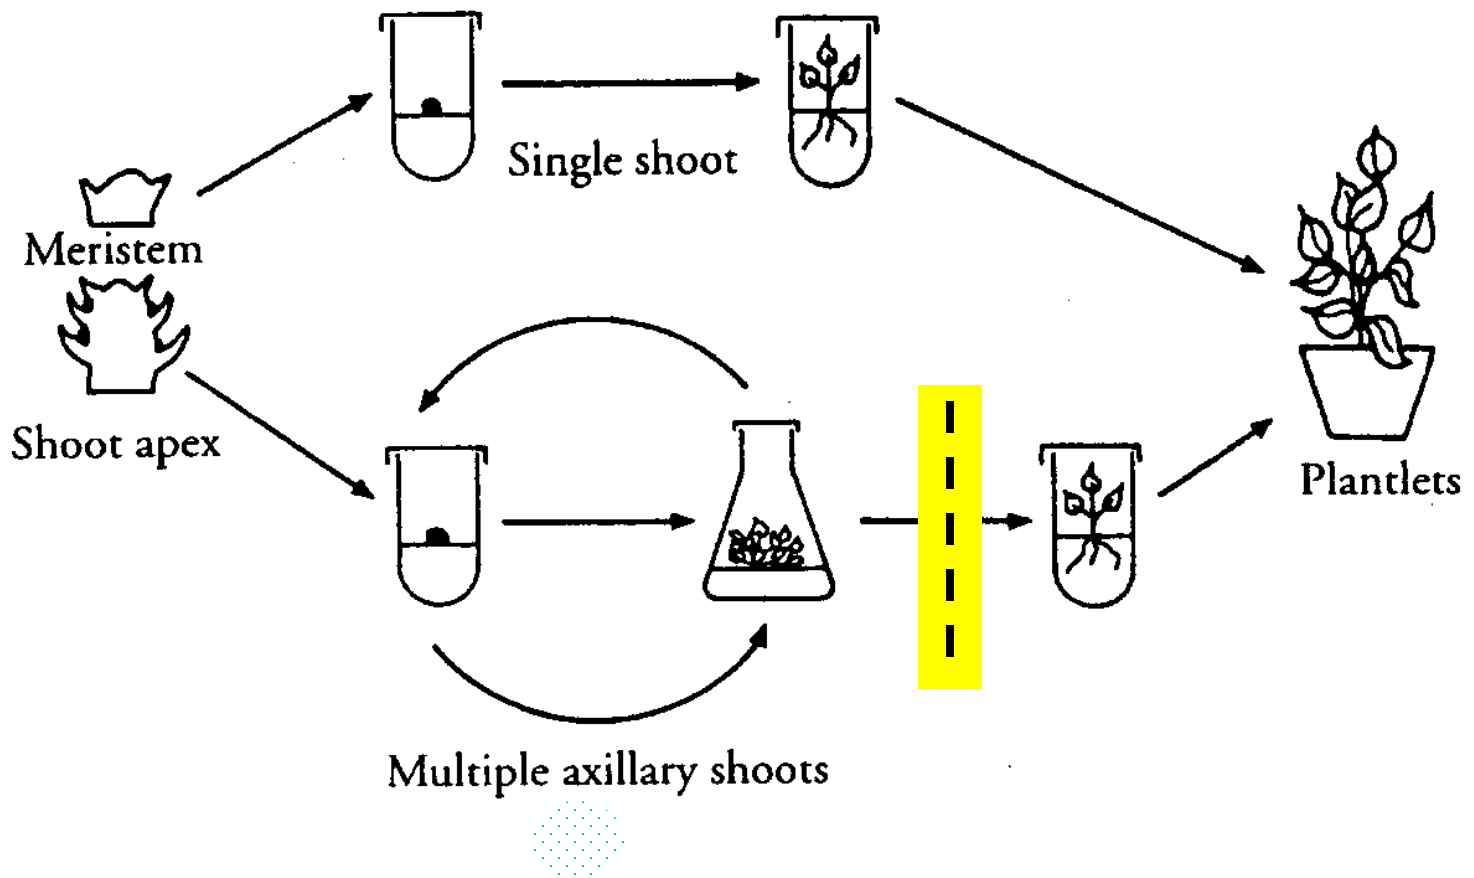 Single shoot
Meristem
Shoot apex
Plantlets
Multiple axillary shoots